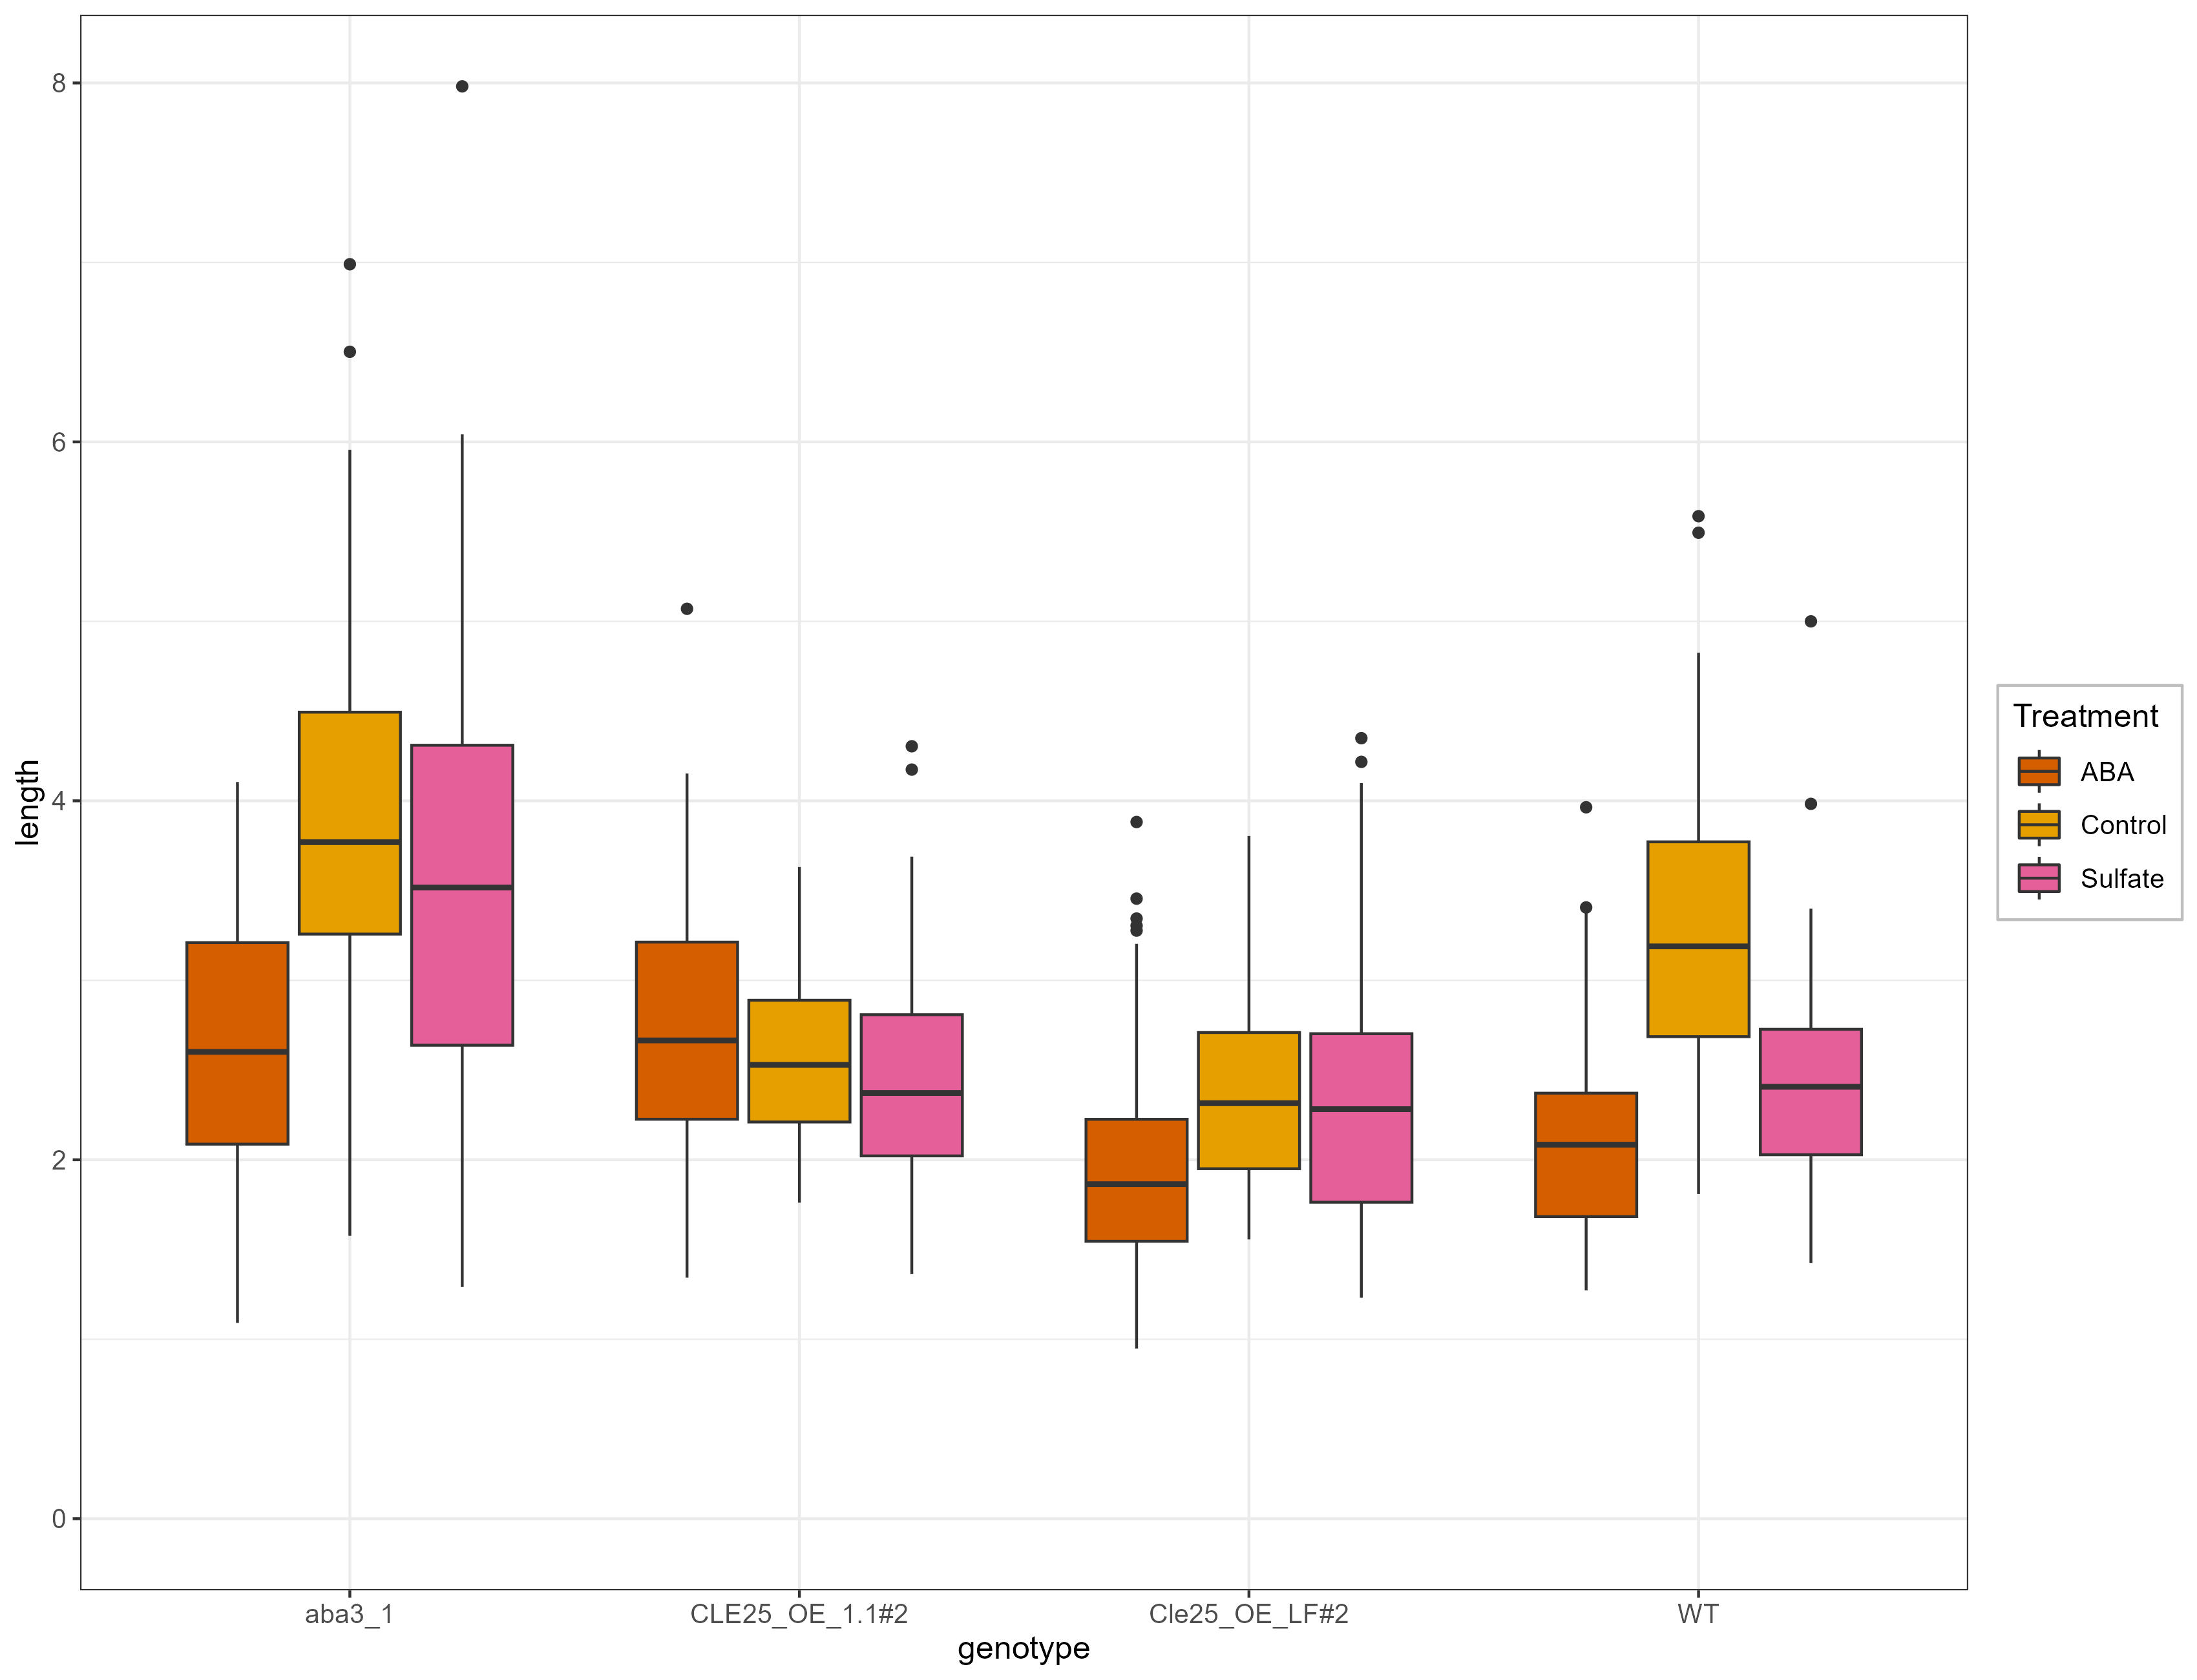 8
6
4
2
0
length
aba3_1
CLE25_OE_1.1#2
Cle25_OE_LF#2
WT
genotype
Treatment
ABA
Control
Sulfate